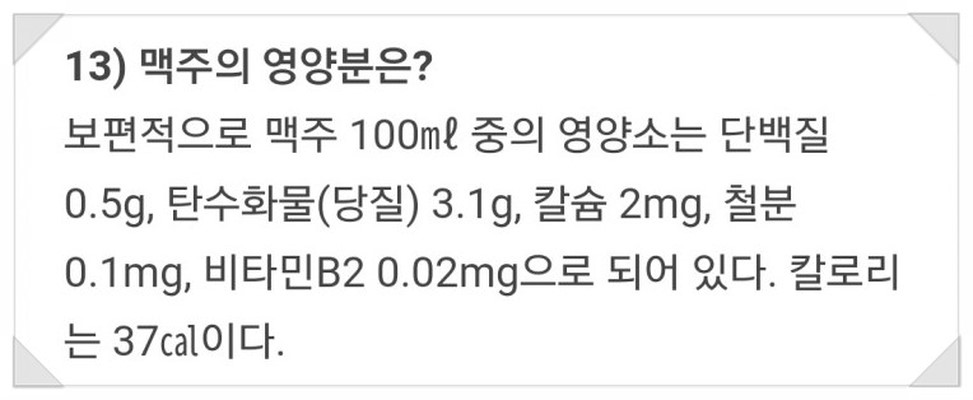 13) 맥주의 영양분은?
보편적으로 맥주 100㎖ 중의 영양소는 단백질
0.5g, 탄수화물(당질) 3.1g, 칼슘 2mg, 철분
0.1mg, 비타민B2 0.02mg으로 되어 있다. 칼로리
는 37㎈이다.